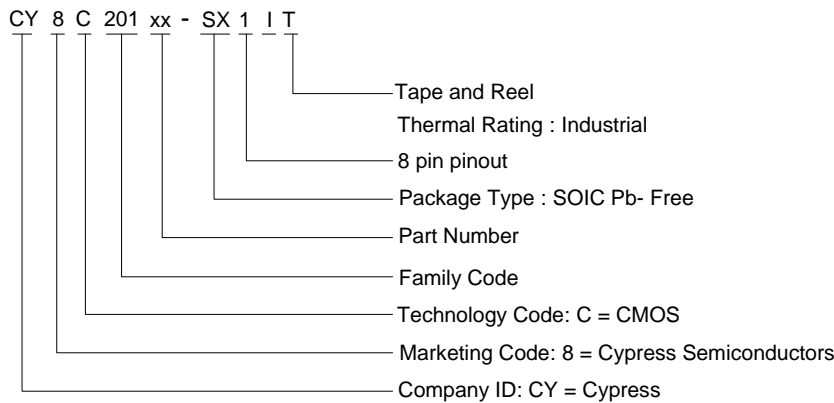 CY 8 C 201 xx - SX 1 I T
Tape and Reel
Thermal Rating : Industrial
8 pin pinout
Package Type : SOIC Pb- Free
Part Number
Family Code
Technology Code: C = CMOS
Marketing Code: 8 = Cypress Semiconductors
Company ID: CY = Cypress